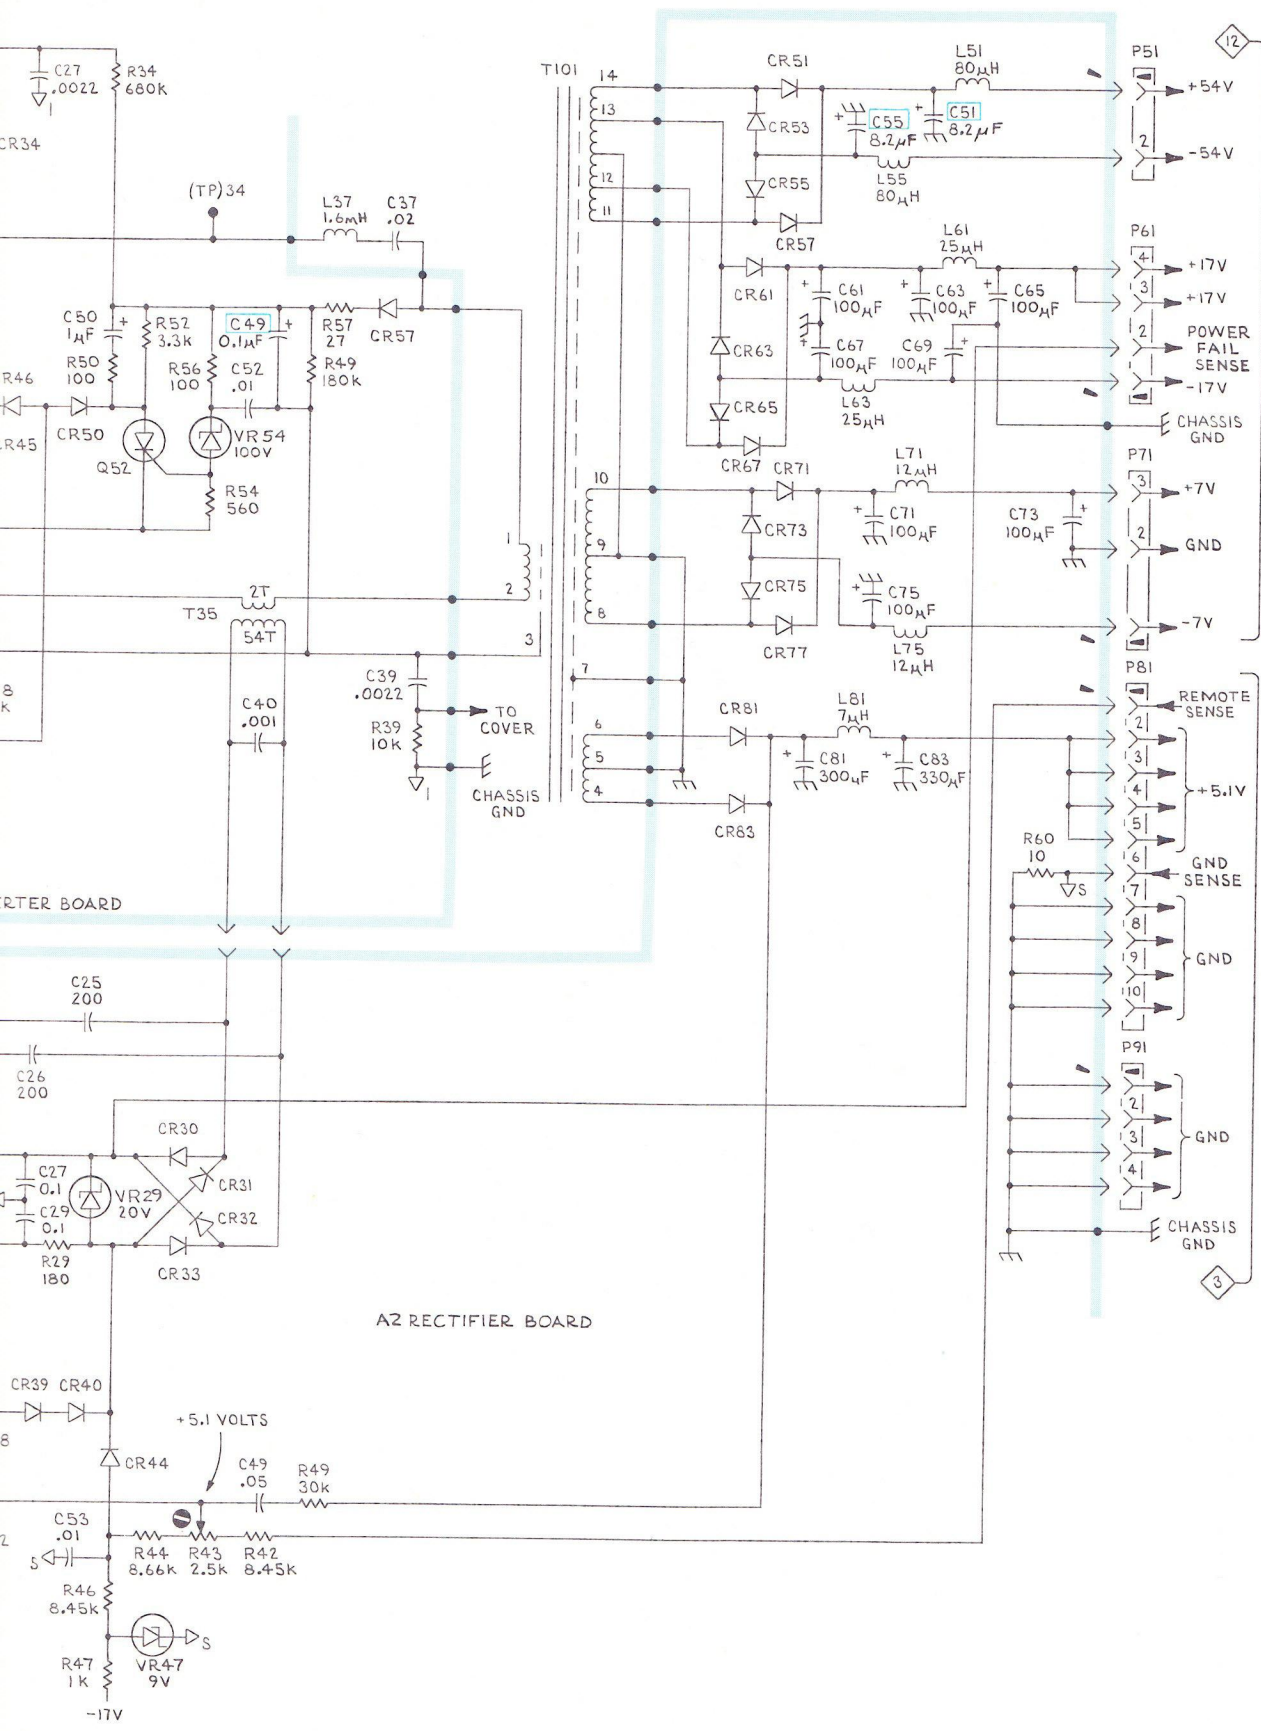 C27
.0022
R34
680K
1
CR34
(TP)34
L37
1.6mH
C37
.02
C50
1µF
+
R52
3.3k
C49
0.1µF
+
R57
27
CR57
R50
100
R56
100
C52
.01
R49
180K
R46
CR50
CR45
Q52
VR54
100V
R54
560
T35
2T
54T
1
2
3
C39
.0022
TO
COVER
R39
10K
1
CHASSIS
GND
C40
.001
8
K
ERTER BOARD
T101
14
13
12
11
10
9
8
7
6
5
4
CR51
CR53
CR55
CR57
+
C55
8.2µF
+
C51
8.2µF
L51
80µH
L55
80µH
P51
+54V
2
-54V
12
CR61
CR63
CR65
CR67
+
C61
100µF
+
C63
100µF
L61
25µH
+
C65
100µF
+
C67
100µF
C69
100µF
+
L63
25µH
P61
4
+17V
3
+17V
2
POWER
FAIL
SENSE
-17V
CHASSIS
GND
CR71
CR73
CR75
CR77
L71
12µH
+
C71
100µF
C73
100µF
+
C75
100µF
+
L75
12µH
P71
3
+7V
2
GND
-7V
CR81
CR83
L81
7µH
+
C81
300µF
+
C83
330µF
P81
REMOTE
SENSE
2
3
4
5
+5.1V
R60
10
S
6
GND
SENSE
7
8
9
10
GND
P91
2
3
4
GND
CHASSIS
GND
3
C25
200
C26
200
CR30
CR31
CR32
CR33
C27
0.1
C29
0.1
VR29
20V
R29
180
A2 RECTIFIER BOARD
CR39
CR40
8
CR44
+5.1 VOLTS
C49
.05
R49
30K
C53
.01
2
S
R44
8.66K
R43
2.5K
R42
8.45K
R46
8.45K
VR47
9V
S
R47
1K
-17V